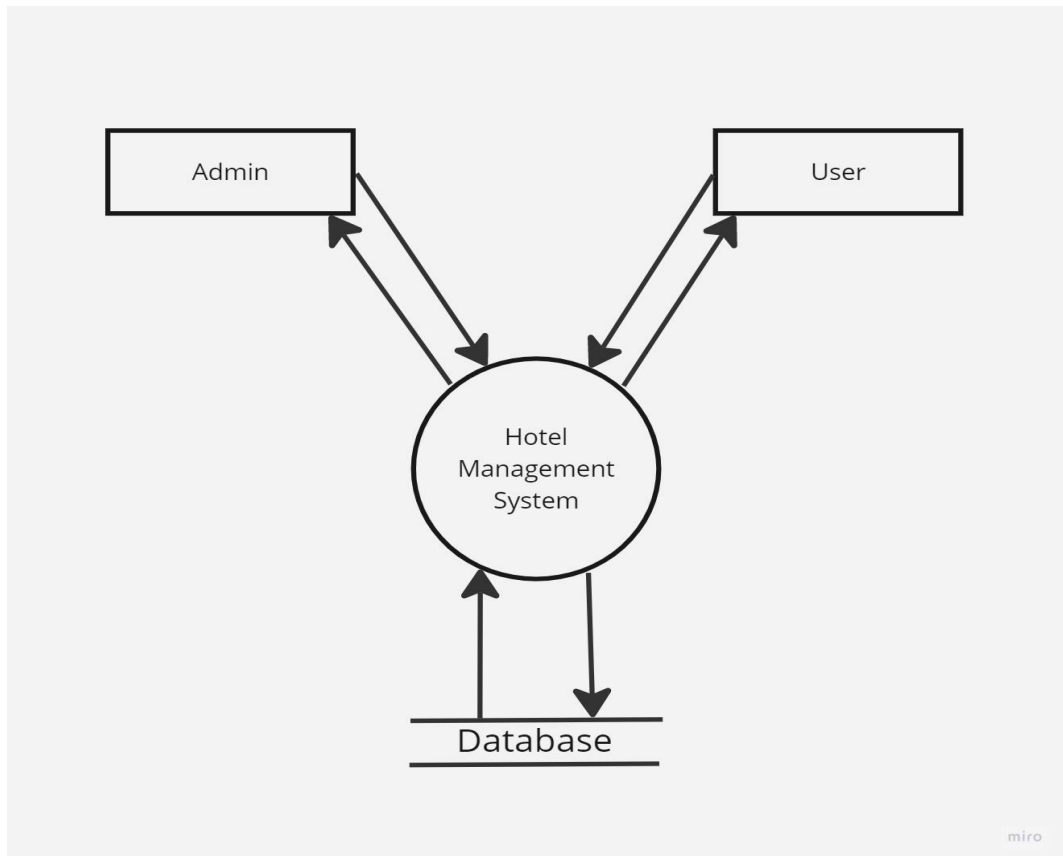 Admin
User
Hotel
Management
System
Database
miro